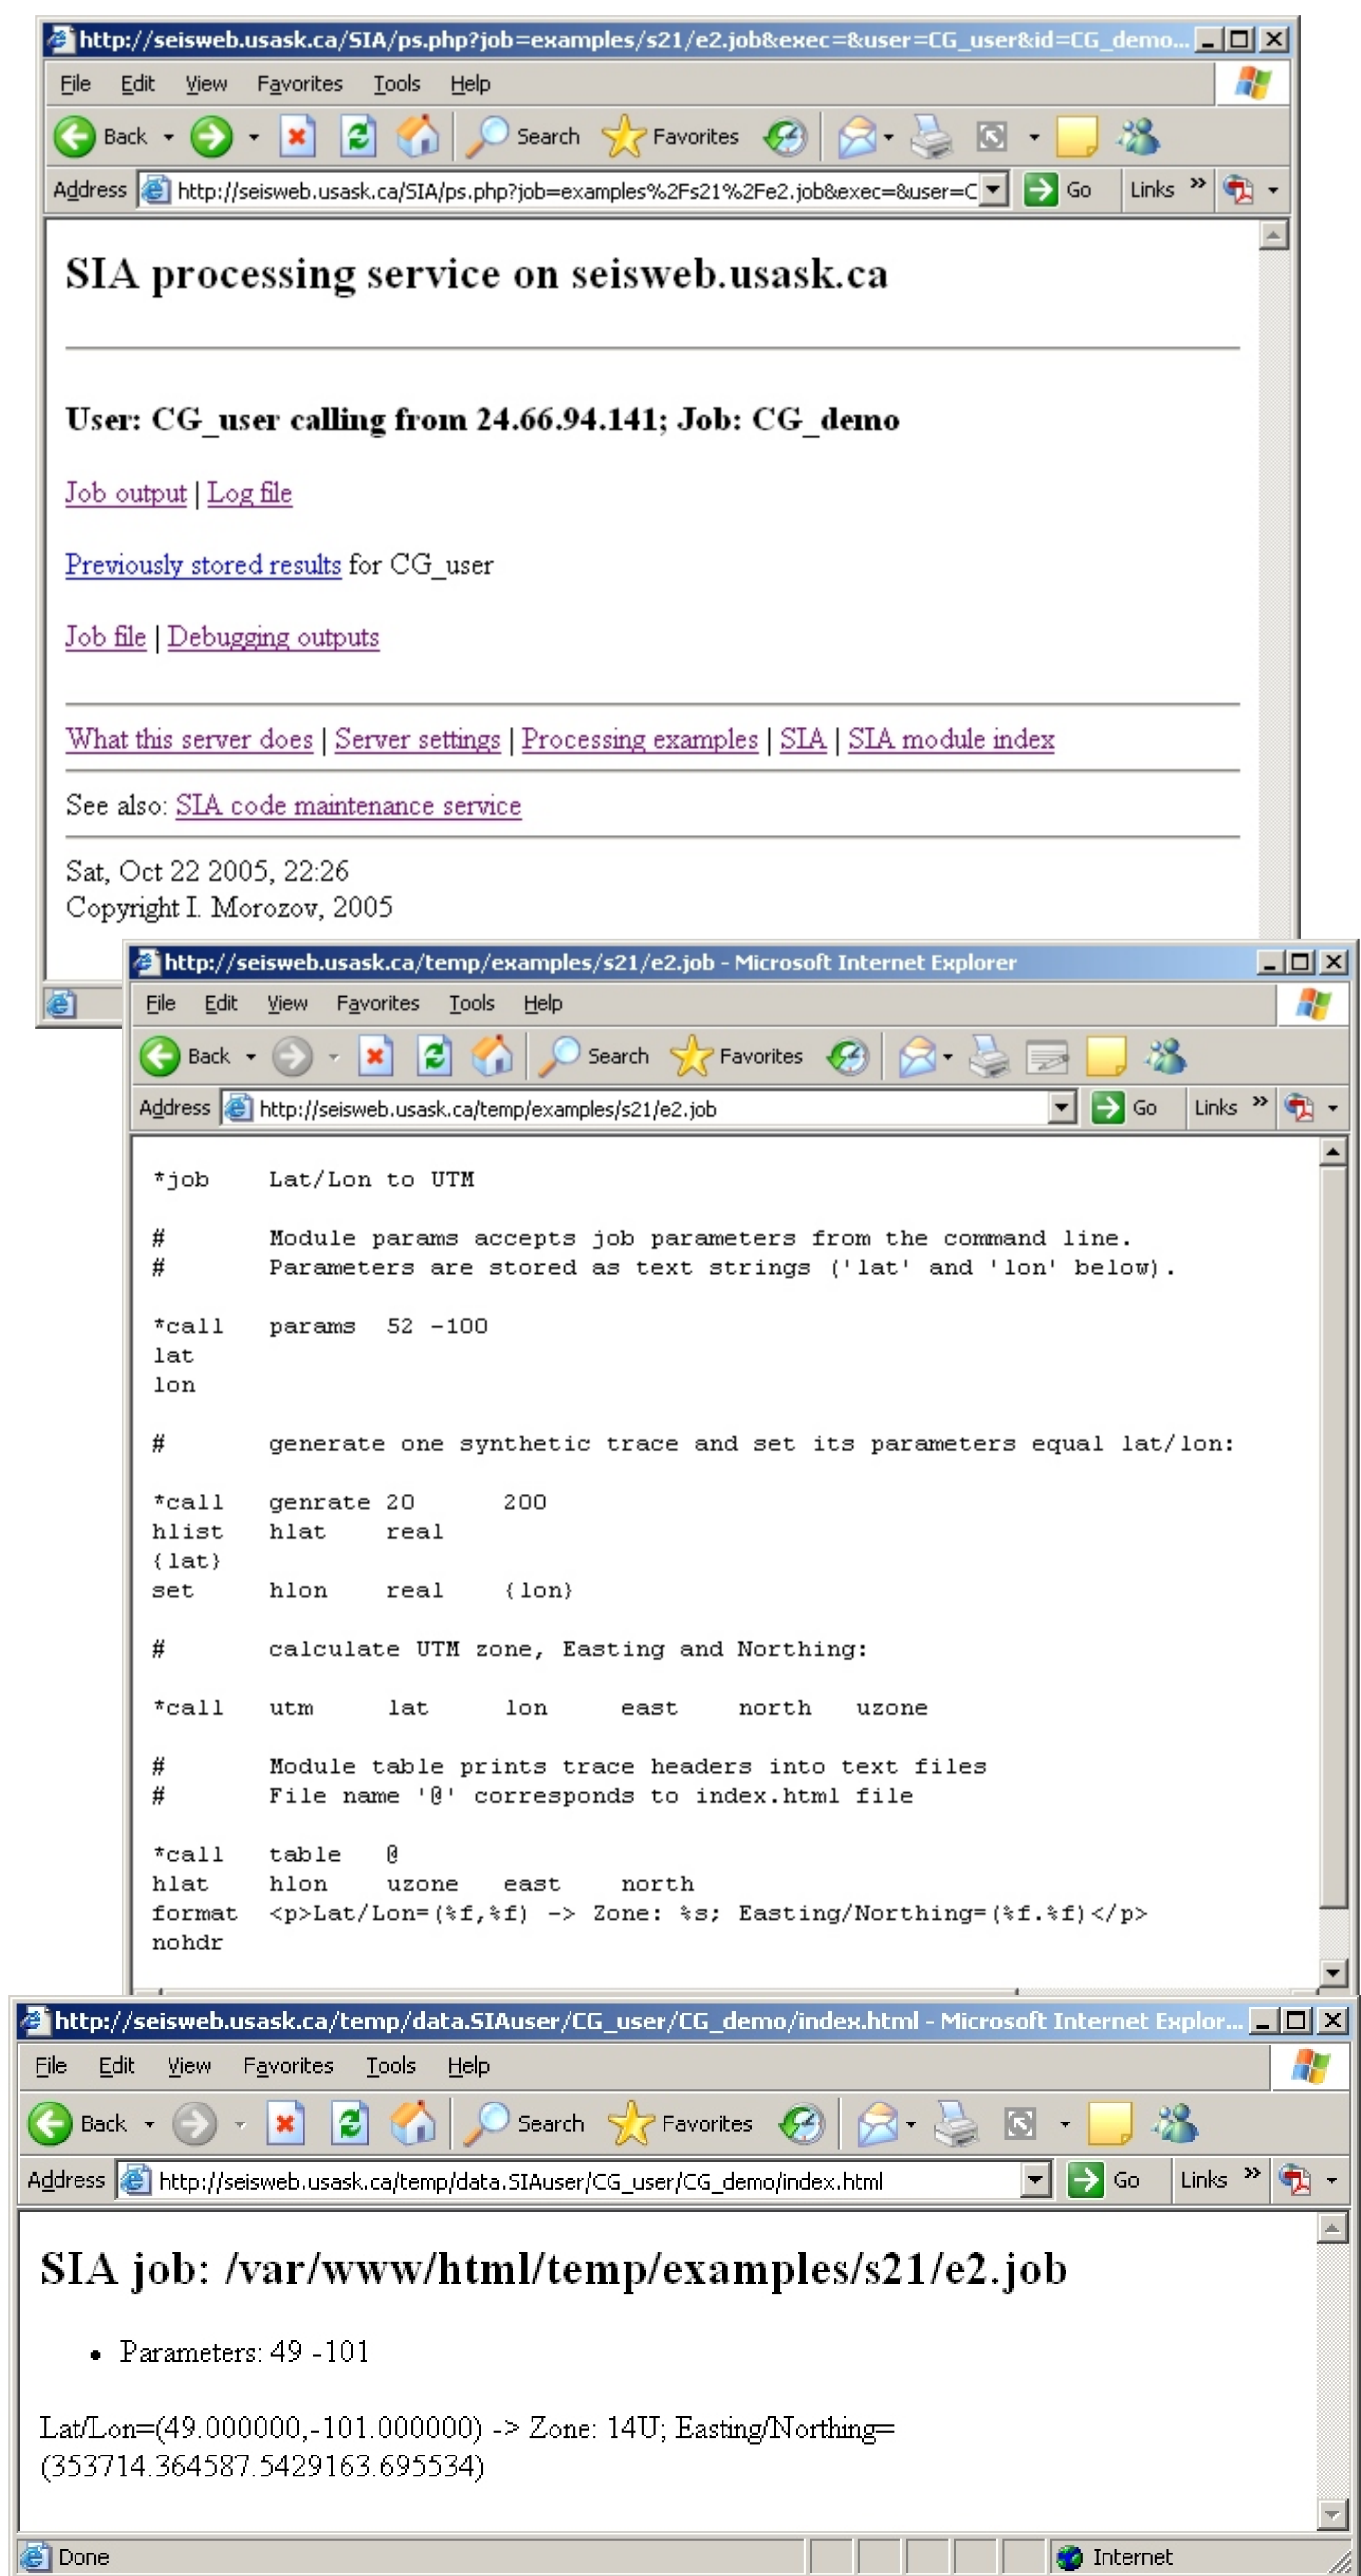 http://seisweb.usask.ca/SIA/ps.php?job=examples/s21/e2.job&exec=&user=CG_user&id=CG_demo...
File Edit View Favorites Tools Help
Back Search Favorites
Address http://seisweb.usask.ca/SIA/ps.php?job=examples%2Fs21%2Fe2.job&exec=&user=C Go Links »
SIA processing service on seisweb.usask.ca
User: CG_user calling from 24.66.94.141; Job: CG_demo
Job output | Log file
Previously stored results for CG_user
Job file | Debugging outputs
What this server does | Server settings | Processing examples | SIA | SIA module index
See also: SIA code maintenance service
Sat, Oct 22 2005, 22:26
Copyright I. Morozov, 2005
http://seisweb.usask.ca/temp/examples/s21/e2.job - Microsoft Internet Explorer
File Edit View Favorites Tools Help
Back Search Favorites
Address http://seisweb.usask.ca/temp/examples/s21/e2.job Go Links »
*job Lat/Lon to UTM
# Module params accepts job parameters from the command line.
# Parameters are stored as text strings ('lat' and 'lon' below).
*call params 52 -100
lat
lon
# generate one synthetic trace and set its parameters equal lat/lon:
*call genrate 20 200
hlist hlat real
{lat}
set hlon real {lon}
# calculate UTM zone, Easting and Northing:
*call utm lat lon east north uzone
# Module table prints trace headers into text files
# File name '@' corresponds to index.html file
*call table @
hlat hlon uzone east north
format <p>Lat/Lon=(%f,%f) -> Zone: %s; Easting/Northing=(%f.%f)</p>
nohdr
http://seisweb.usask.ca/temp/data.SIAuser/CG_user/CG_demo/index.html - Microsoft Internet Explor...
File Edit View Favorites Tools Help
Back Search Favorites
Address http://seisweb.usask.ca/temp/data.SIAuser/CG_user/CG_demo/index.html Go Links »
SIA job: /var/www/html/temp/examples/s21/e2.job
• Parameters: 49 -101
Lat/Lon=(49.000000,-101.000000) -> Zone: 14U; Easting/Northing=
(353714.364587.5429163.695534)
Done Internet